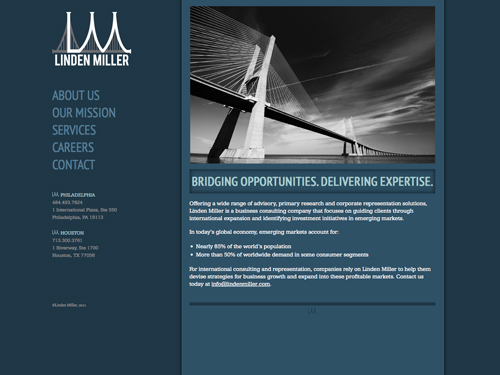 LINDEN MILLER
ABOUT US
OUR MISSION
SERVICES
CAREERS
CONTACT
PHILADELPHIA
484.483.7624
1 International Plaza, Ste 550
Philadelphia, PA 19113
HOUSTON
713.300.3761
1 Riverway, Ste 1700
Houston, TX 77056
©Linden Miller, 2021
BRIDGING OPPORTUNITIES. DELIVERING EXPERTISE.
Offering a wide range of advisory, primary research and corporate representation solutions,
Linden Miller is a business consulting company that focuses on guiding clients through
international expansion and identifying investment initiatives in emerging markets.
In today's global economy, emerging markets account for:
Nearly 85% of the world's population
More than 50% of worldwide demand in some consumer segments
For international consulting and representation, companies rely on Linden Miller to help them
devise strategies for business growth and expand into these profitable markets. Contact us
today at info@lindenmiller.com.